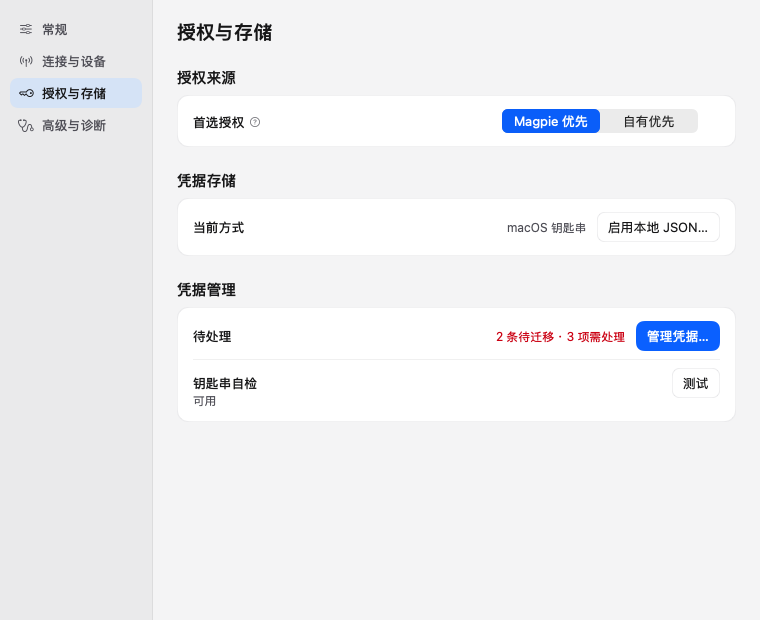 常规
连接与设备
授权与存储
高级与诊断
授权与存储
授权来源
首选授权 ?
Magpie 优先
自有优先
凭据存储
当前方式
macOS 钥匙串
启用本地 JSON...
凭据管理
待处理
2 条待迁移 · 3 项需处理
管理凭据...
钥匙串自检
可用
测试